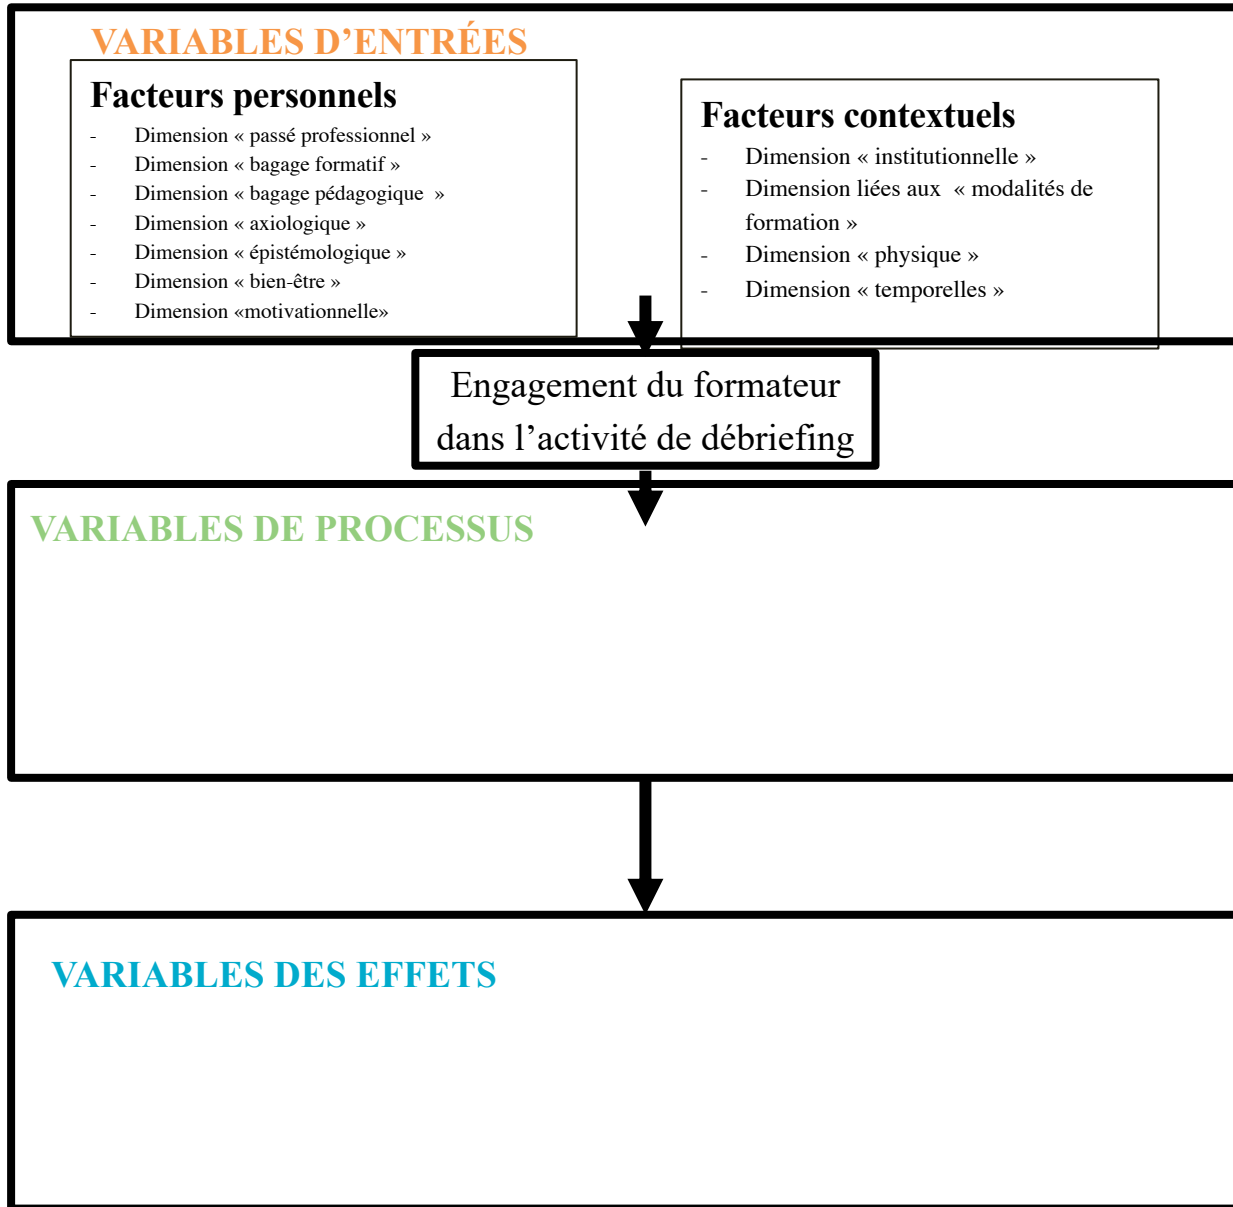 VARIABLES D’ENTRÉES
Facteurs personnels
- Dimension « passé professionnel »
- Dimension « bagage formatif »
- Dimension « bagage pédagogique  »
- Dimension « axiologique »
- Dimension « épistémologique »
- Dimension « bien-être »
- Dimension «motivationnelle»
Facteurs contextuels
- Dimension « institutionnelle »
- Dimension liées aux  « modalités de
formation »
- Dimension « physique »
- Dimension « temporelles »
Engagement du formateur
dans l’activité de débriefing
VARIABLES DE PROCESSUS
VARIABLES DES EFFETS